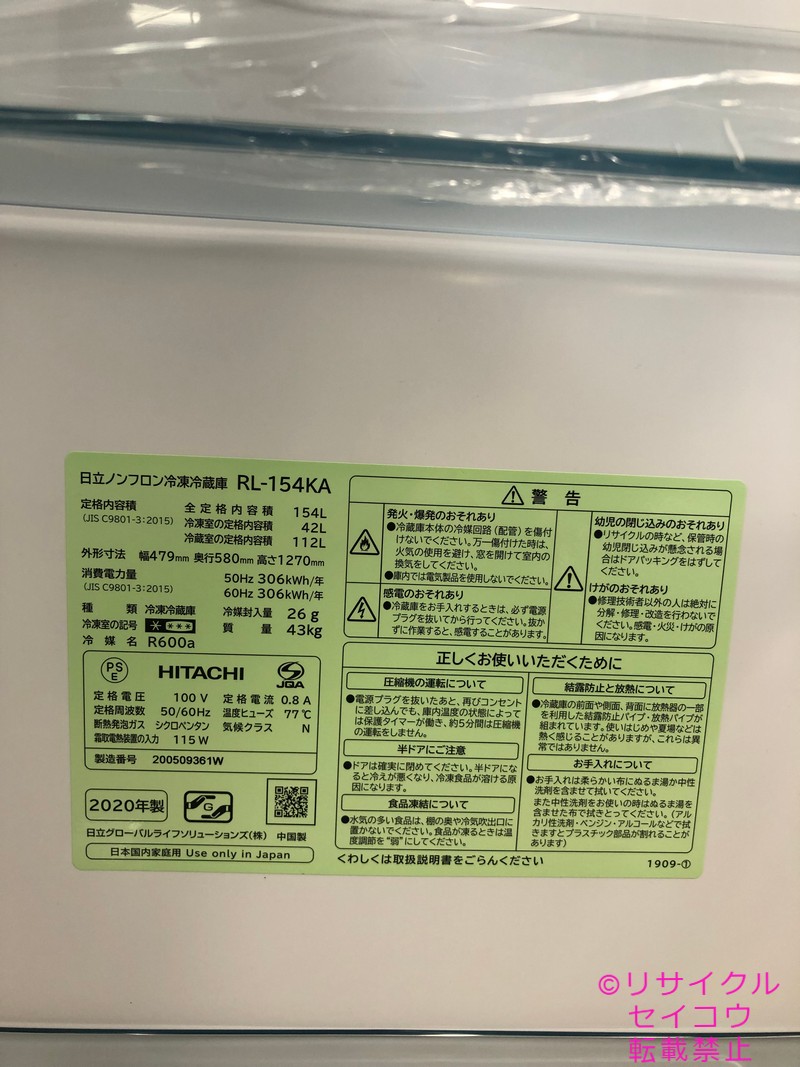 日立ノンフロン冷凍冷蔵庫 RL-154KA
定格内容積 全定格内容積 154L
(JIS C9801-3:2015) 冷凍室の定格内容積 42L
冷蔵室の定格内容積 112L
外形寸法 幅479mm 奥行580mm 高さ1270mm
消費電力量 50Hz 306kWh/年
(JIS C9801-3:2015) 60Hz 306kWh/年
種類 冷凍冷蔵庫 冷媒封入量 26g
冷凍室の記号 * *** 質量 43kg
冷媒名 R600a
PS E HITACHI JQA
定格電圧 100V 定格電流 0.8A
定格周波数 50/60Hz 温度ヒューズ 77℃
断熱発泡ガス シクロペンタン 気候クラス N
霜取電熱装置の入力 115W
製造番号 200509361W
2020年製 G
日立グローバルライフソリューションズ(株) 中国製
日本国内家庭用 Use only in Japan
警告
発火・爆発のおそれあり
●冷蔵庫本体の冷媒回路(配管)を傷付
けないでください。万一傷付けた時は、
火気の使用を避け、窓を開けて室内の
換気をしてください。
●庫内では電気製品を使用しないでください。
感電のおそれあり
●冷蔵庫をお手入れするときは、必ず電源
プラグを抜いてから行ってください。抜か
ずに作業すると、感電することがあります。
幼児の閉じ込みのおそれあり
●リサイクルの時など、保管時の
幼児閉じ込みが懸念される場
合はドアパッキングをはずして
ください。
けがのおそれあり
●修理技術者以外の人は絶対に
分解・修理・改造を行わないで
ください。感電・火災・けがの原
因になります。
正しくお使いいただくために
圧縮機の運転について
●電源プラグを抜いたあと、再びコンセント
に差し込んでも、庫内温度の状態によって
は保護タイマーが働き、約5分間は圧縮機
の運転をしません。
半ドアにご注意
●ドアは確実に閉めてください。半ドアにな
ると冷えが悪くなり、冷凍食品が溶ける原
因になります。
食品凍結について
●水気の多い食品は、棚の奥や冷気吹出口に
置かないでください。食品が凍るときは温
度調節を“弱”にしてください。
結露防止と放熱について
●冷蔵庫の前面や側面、背面に放熱器の一部
を利用した結露防止パイプ・放熱パイプが
組まれています。使いはじめや夏場などは
熱く感じることがありますが、これらは異
常ではありません。
お手入れについて
●お手入れは柔らかい布にぬるま湯か中性
洗剤を含ませて拭いてください。
また中性洗剤をお使いの時はぬるま湯を
含ませた布で拭きとってください。(アル
カリ性洗剤・ベンジン・アルコールなどで拭
きますとプラスチック部品が割れることが
あります)
くわしくは取扱説明書をごらんください
1909-①
©リサイクル
セイコウ
転載禁止